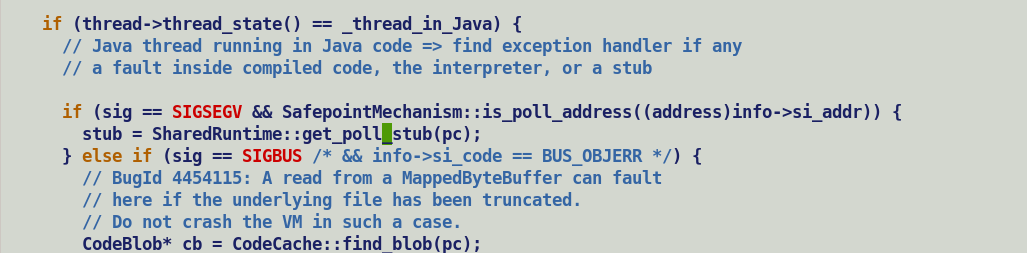 if (thread->thread_state() == _thread_in_Java) {
// Java thread running in Java code => find exception handler if any
// a fault inside compiled code, the interpreter, or a stub
if (sig == SIGSEGV && SafepointMechanism::is_poll_address((address)info->si_addr)) {
stub = SharedRuntime::get_poll_stub(pc);
} else if (sig == SIGBUS /* && info->si_code == BUS_OBJERR */) {
// BugId 4454115: A read from a MappedByteBuffer can fault
// here if the underlying file has been truncated.
// Do not crash the VM in such a case.
CodeBlob* cb = CodeCache::find_blob(pc);